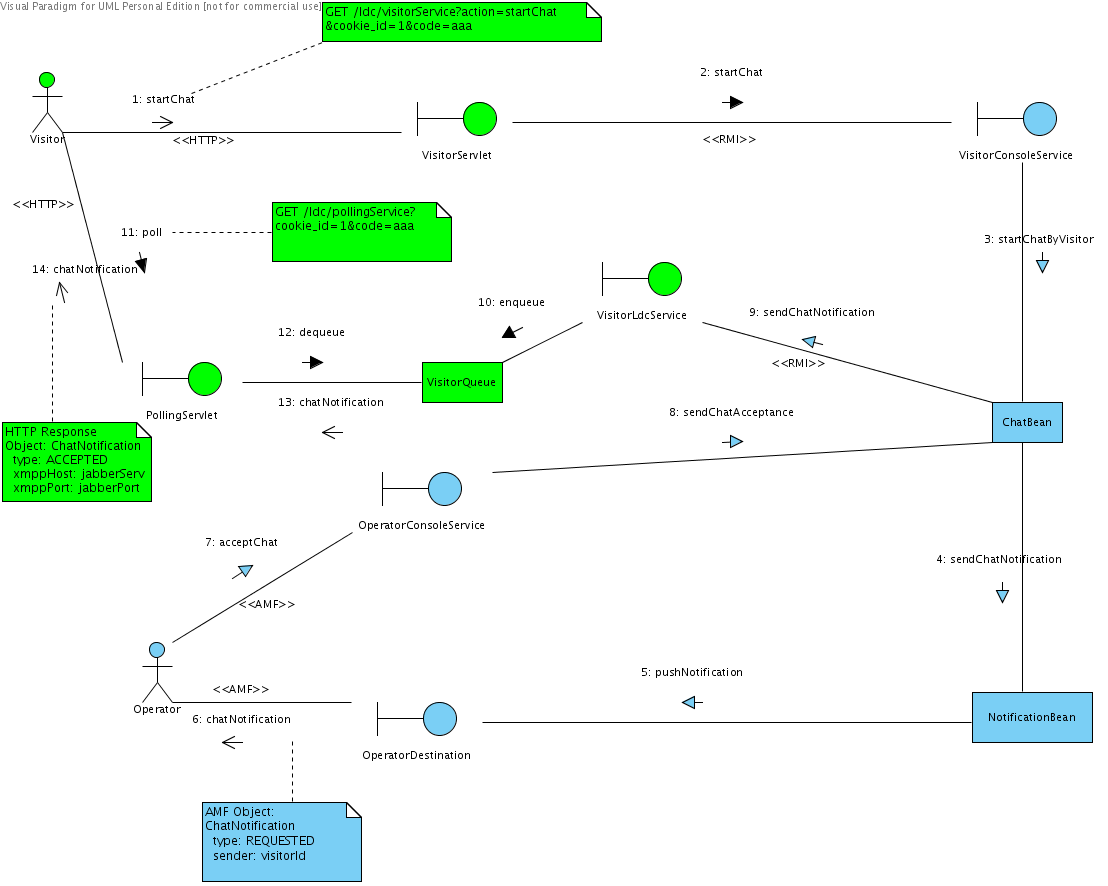 Visual Paradigm for UML Personal Edition [not for commercial use]
GET /ldc/visitorService?action=startChat
&cookie_id=1&code=aaa
2: startChat
1: startChat
<<HTTP>>
<<RMI>>
Visitor
VisitorServlet
VisitorConsoleService
<<HTTP>>
GET /ldc/pollingService?
cookie_id=1&code=aaa
11: poll
3: startChatByVisitor
14: chatNotification
10: enqueue
VisitorLdcService
9: sendChatNotification
12: dequeue
<<RMI>>
VisitorQueue
13: chatNotification
PollingServlet
8: sendChatAcceptance
ChatBean
HTTP Response
Object: ChatNotification
type: ACCEPTED
xmppHost: jabberServ
xmppPort: jabberPort
OperatorConsoleService
7: acceptChat
4: sendChatNotification
<<AMF>>
5: pushNotification
<<AMF>>
Operator
6: chatNotification
NotificationBean
OperatorDestination
AMF Object:
ChatNotification
type: REQUESTED
sender: visitorId